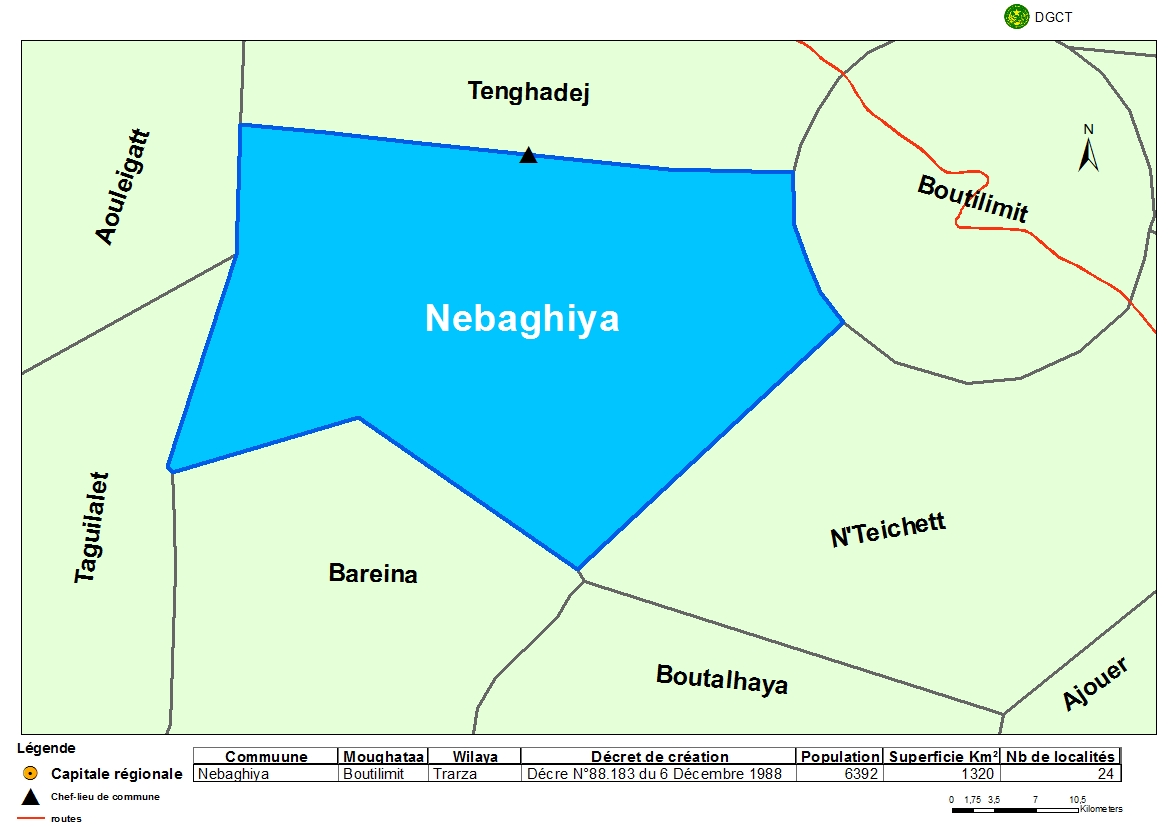 DGCT
Tenghadej
N
Aouleigatt
Boutilimit
Nebaghiya
Taguilalet
N'Teichett
Bareina
Boutalhaya
Ajouer
Légende
Capitale régionale
Chef-lieu de commune
routes
Commuune Moughataa Wilaya Décret de création Population Superficie Km² Nb de localités
Nebaghiya Boutilimit Trarza Décre N°88.183 du 6 Décembre 1988 6392 1320 24
0 1,75 3,5 7 10,5
Kilometers